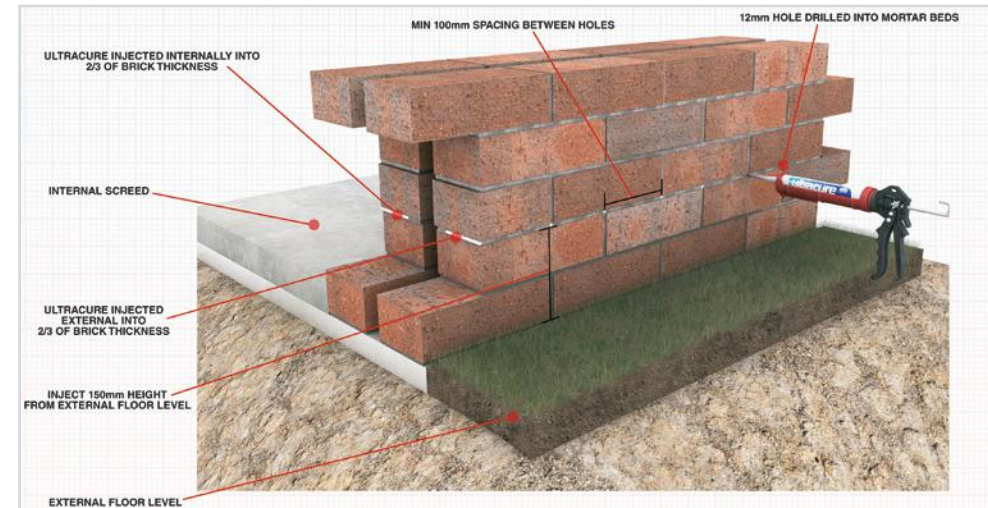 MIN 100mm SPACING BETWEEN HOLES
12mm HOLE DRILLED INTO MORTAR BEDS
ULTRACURE INJECTED INTERNALLY INTO
2/3 OF BRICK THICKNESS
INTERNAL SCREED
ultracure
ULTRACURE INJECTED
EXTERNAL INTO
2/3 OF BRICK THICKNESS
INJECT 150mm HEIGHT
FROM EXTERNAL FLOOR LEVEL
EXTERNAL FLOOR LEVEL